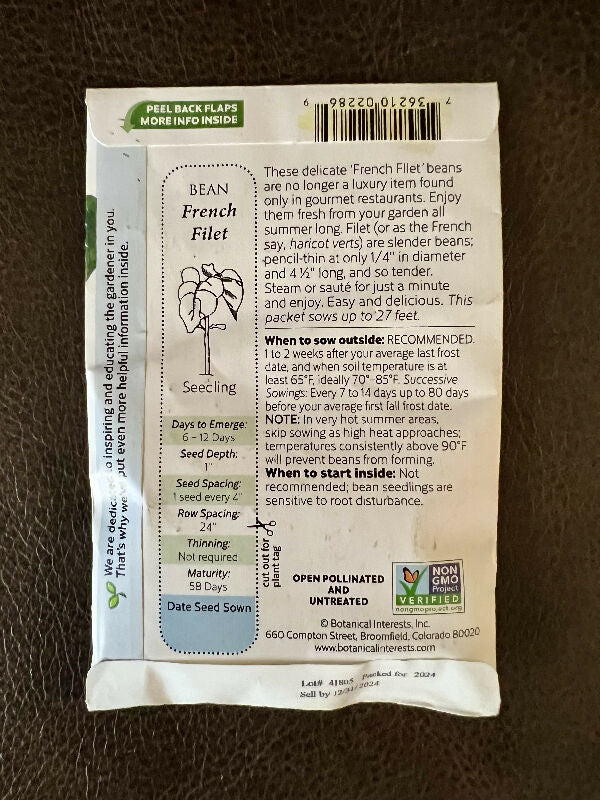 PEEL BACK FLAPS
MORE INFO INSIDE
7 36210 02286 9
We are dedicated to inspiring and educating the gardener in you.
That's why we put even more helpful information inside.
BEAN
French
Filet
Seedling
Days to Emerge:
6 – 12 Days
Seed Depth:
1"
Seed Spacing:
1 seed every 4"
Row Spacing:
24"
Thinning:
Not required
Maturity:
58 Days
Date Seed Sown
cut out for
plant tag
These delicate 'French Filet' beans
are no longer a luxury item found
only in gourmet restaurants. Enjoy
them fresh from your garden all
summer long. Filet (or as the French
say, haricot verts) are slender beans;
pencil-thin at only 1/4" in diameter
and 4 ½" long, and so tender.
Steam or sauté for just a minute
and enjoy. Easy and delicious. This
packet sows up to 27 feet.
When to sow outside: RECOMMENDED.
1 to 2 weeks after your average last frost
date, and when soil temperature is at
least 65°F, ideally 70°–85°F. Successive
Sowings: Every 7 to 14 days up to 80 days
before your average first fall frost date.
NOTE: In very hot summer areas,
skip sowing as high heat approaches;
temperatures consistently above 90°F
will prevent beans from forming.
When to start inside: Not
recommended; bean seedlings are
sensitive to root disturbance.
OPEN POLLINATED
AND
UNTREATED
NON
GMO
Project
VERIFIED
nongmoproject.org
© Botanical Interests, Inc.
660 Compton Street, Broomfield, Colorado 80020
www.botanicalinterests.com
Lot# 41805 Packed for 2024
Sell by 12/31/2024